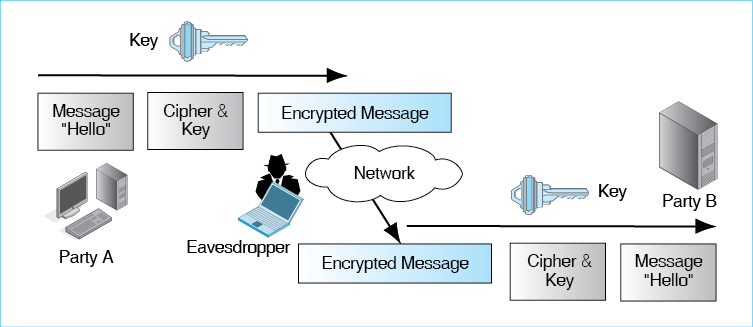 Key
Message
"Hello"
Cipher &
Key
Encrypted Message
Network
Eavesdropper
Party A
Key
Party B
Encrypted Message
Cipher &
Key
Message
"Hello"